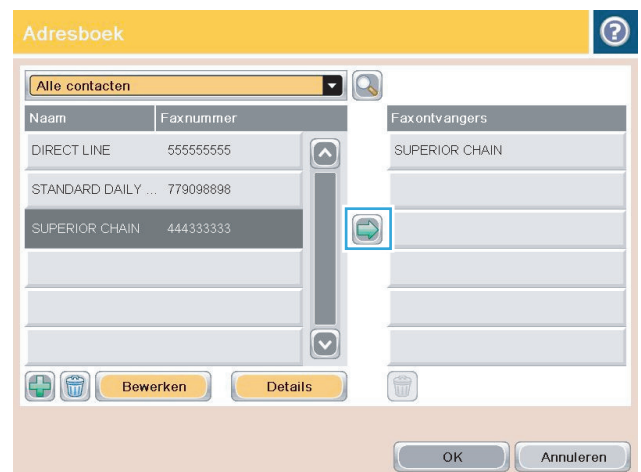 Adresboek
Alle contacten
Naam Faxnummer Faxontvangers
DIRECT LINE 555555555 SUPERIOR CHAIN
STANDARD DAILY ... 779098898
SUPERIOR CHAIN 444333333
Bewerken Details
OK Annuleren